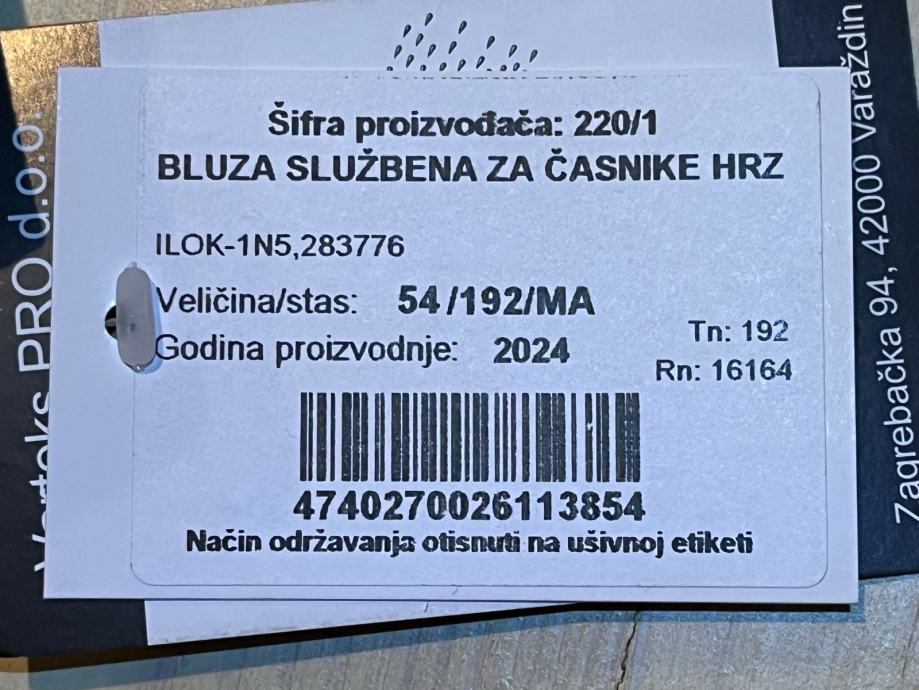 Šifra proizvođača: 220/1
BLUZA SLUŽBENA ZA ČASNIKE HRZ
ILOK-1N5,283776
Veličina/stas: 54/192/MA
Godina proizvodnje: 2024
Tn: 192
Rn: 16164
4740270026113854
Način održavanja otisnuti na ušivnoj etiketi
Varteks PRO d.o.o.
Zagrebačka 94, 42000 Varaždin